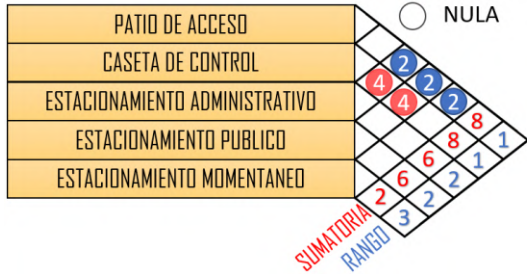 PATIO DE ACCESO
NULA
CASETA DE CONTROL
2
4
2
ESTACIONAMIENTO ADMINISTRATIVO
4
2
8
ESTACIONAMIENTO PUBLICO
8
1
6
1
ESTACIONAMIENTO MOMENTANEO
6
2
2
2
3
SUMATORIA
RANGO